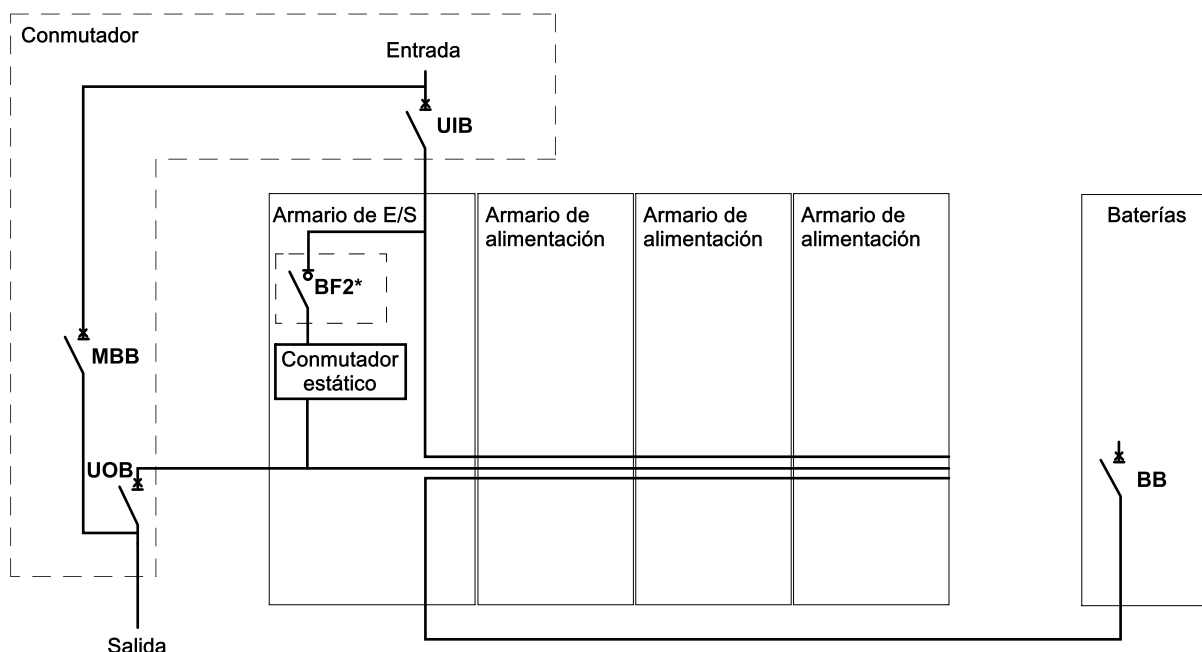 Conmutador
Entrada
UIB
Armario de E/S
Armario de
alimentación
Armario de
alimentación
Armario de
alimentación
Baterías
BF2*
MBB
Conmutador
estático
UOB
BB
Salida